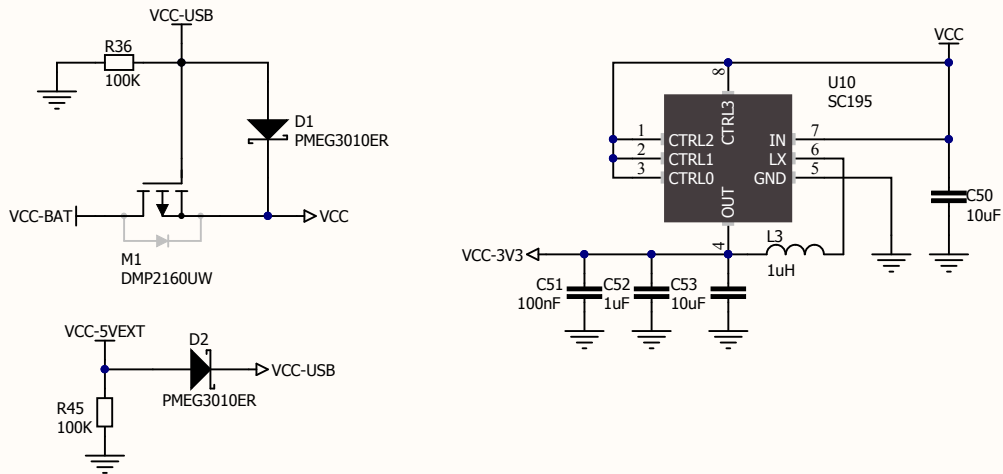 VCC-USB
R36
100K
D1
PMEG3010ER
VCC-BAT
VCC
M1
DMP2160UW
VCC-5VEXT
D2
VCC-USB
PMEG3010ER
R45
100K
VCC
U10
SC195
8
CTRL3
1
CTRL2
IN
7
2
CTRL1
LX
6
3
CTRL0
GND
5
OUT
4
C50
10uF
L3
1uH
VCC-3V3
C51
100nF
C52
1uF
C53
10uF